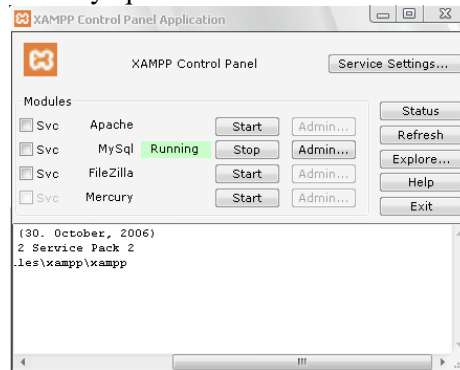 XAMPP Control Panel Application
XAMPP Control Panel
Service Settings...
Modules
Svc Apache Start Admin...
Svc MySql Running Stop Admin...
Svc FileZilla Start Admin...
Svc Mercury Start Admin...
Status
Refresh
Explore...
Help
Exit
(30. October, 2006)
2 Service Pack 2
.les\xampp\xampp